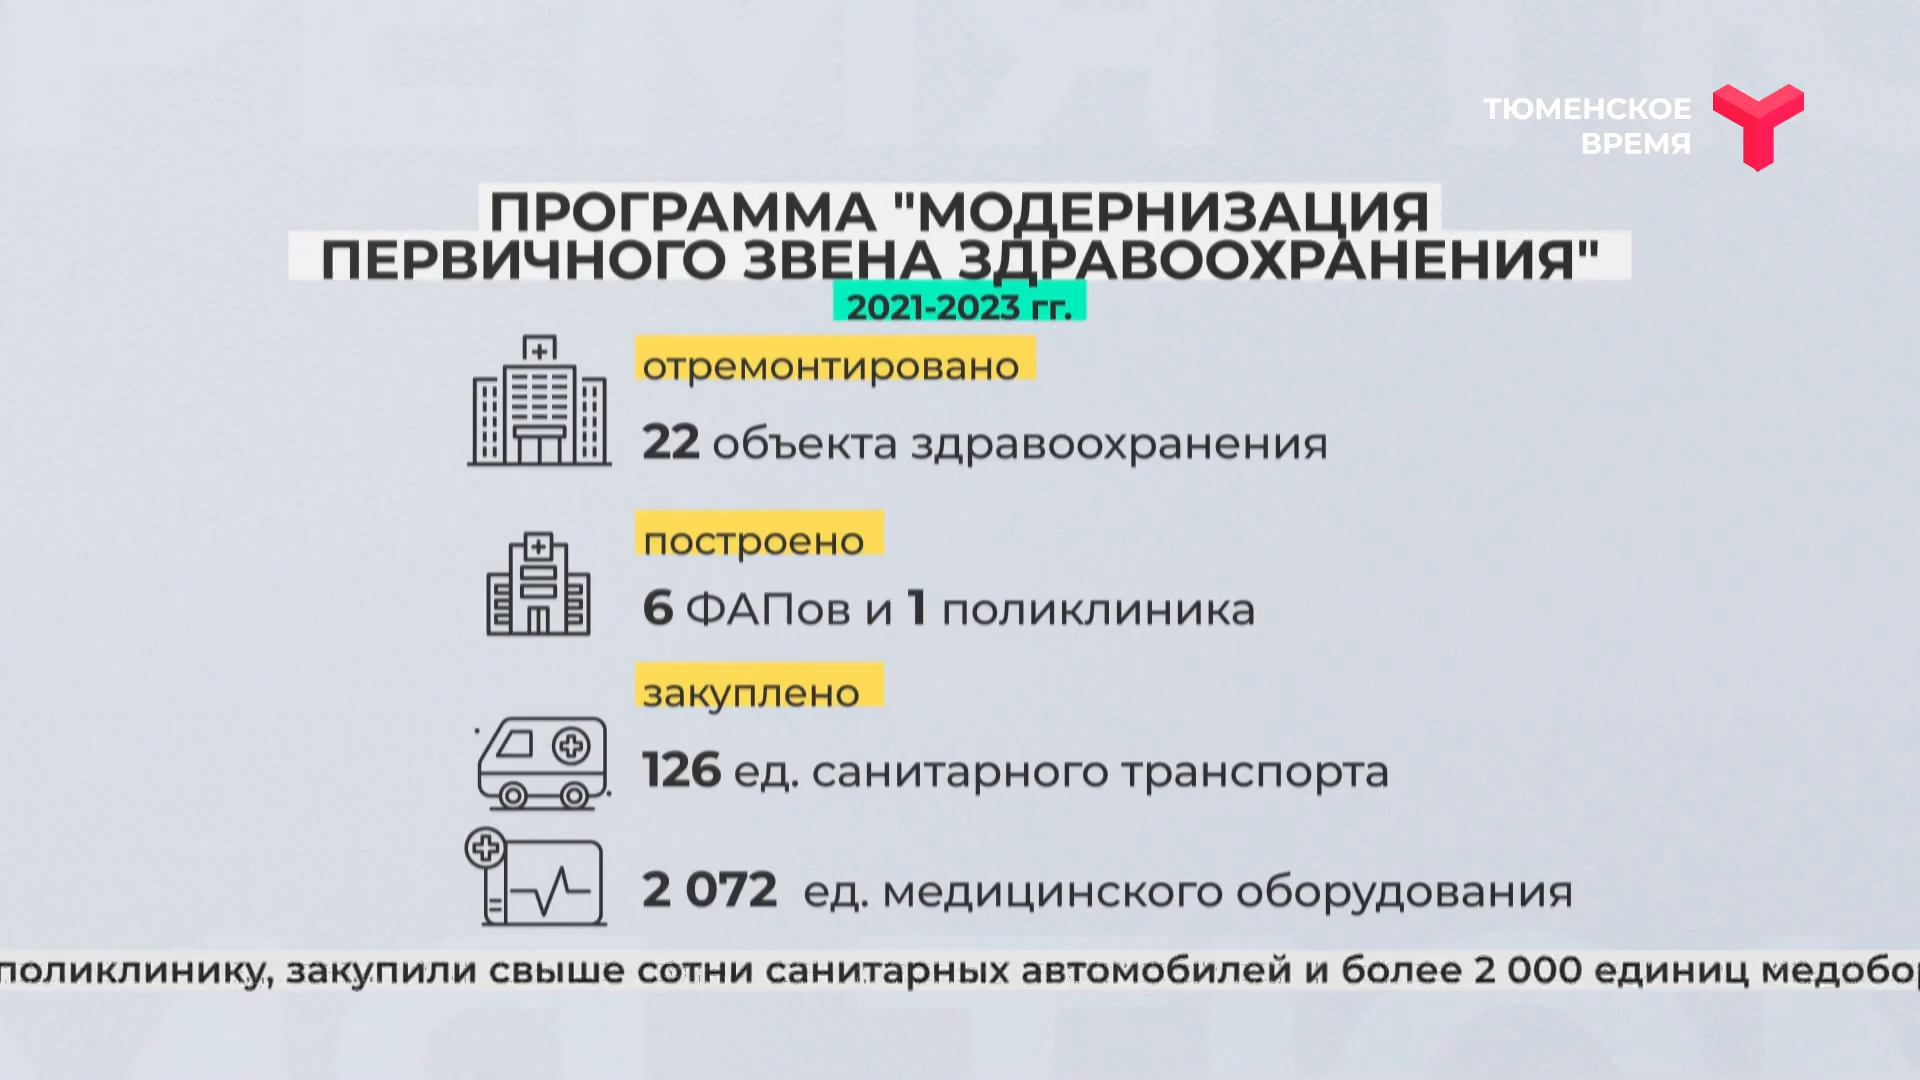 ТЮМЕНСКОЕ
ВРЕМЯ
ПРОГРАММА "МОДЕРНИЗАЦИЯ
ПЕРВИЧНОГО ЗВЕНА ЗДРАВООХРАНЕНИЯ"
2021-2023 гг.
отремонтировано
22 объекта здравоохранения
построено
6 ФАПов и 1 поликлиника
закуплено
126 ед. санитарного транспорта
2 072 ед. медицинского оборудования
поликлинику, закупили свыше сотни санитарных автомобилей и более 2 000 единиц медобор